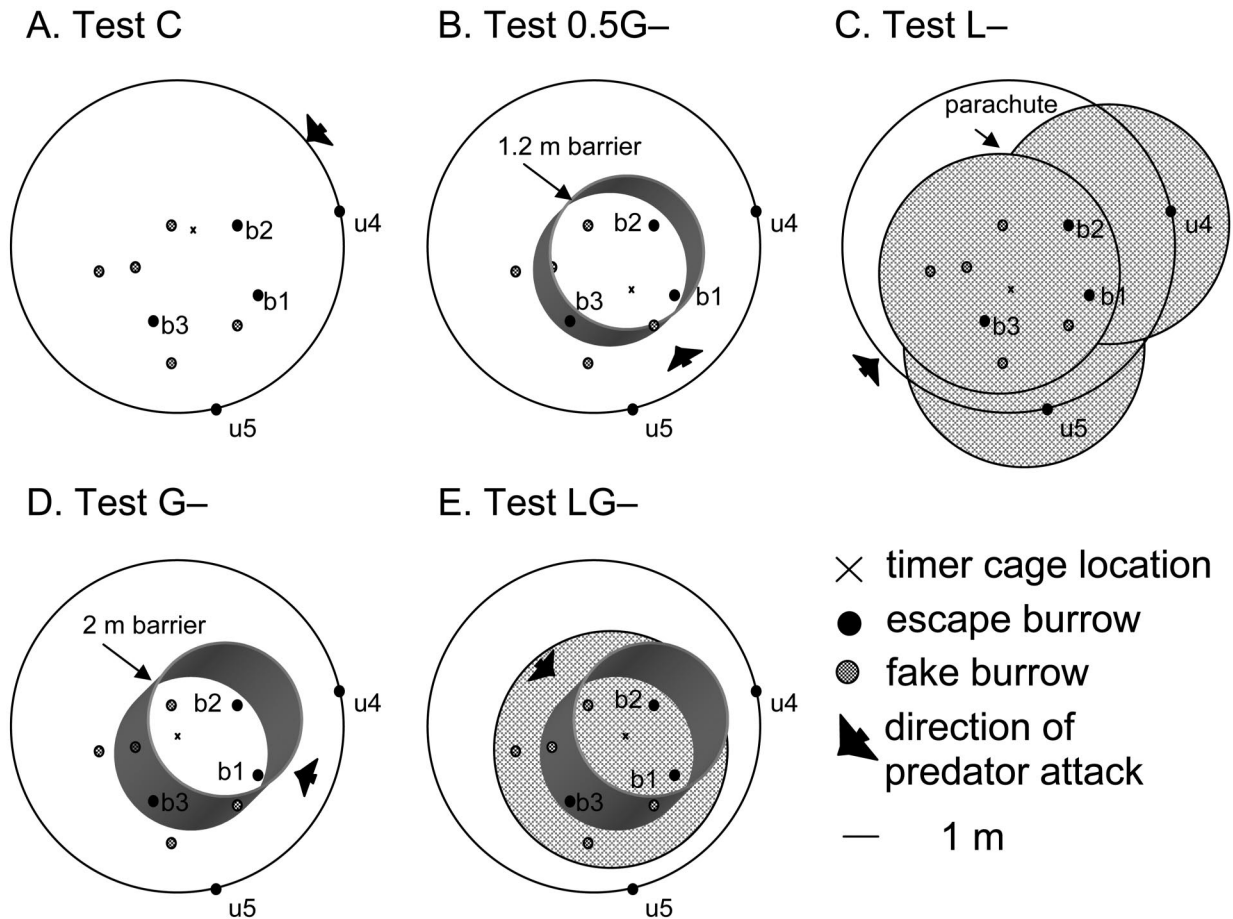 A. Test C
B. Test 0.5G–
C. Test L–
u4
b2
b1
b3
u5
1.2 m barrier
u4
b2
b1
b3
u5
parachute
u4
b2
b1
b3
u5
D. Test G–
E. Test LG–
2 m barrier
b2
u4
b1
b3
u5
b2
u4
b1
b3
u5
timer cage location
escape burrow
fake burrow
direction of
predator attack
1 m